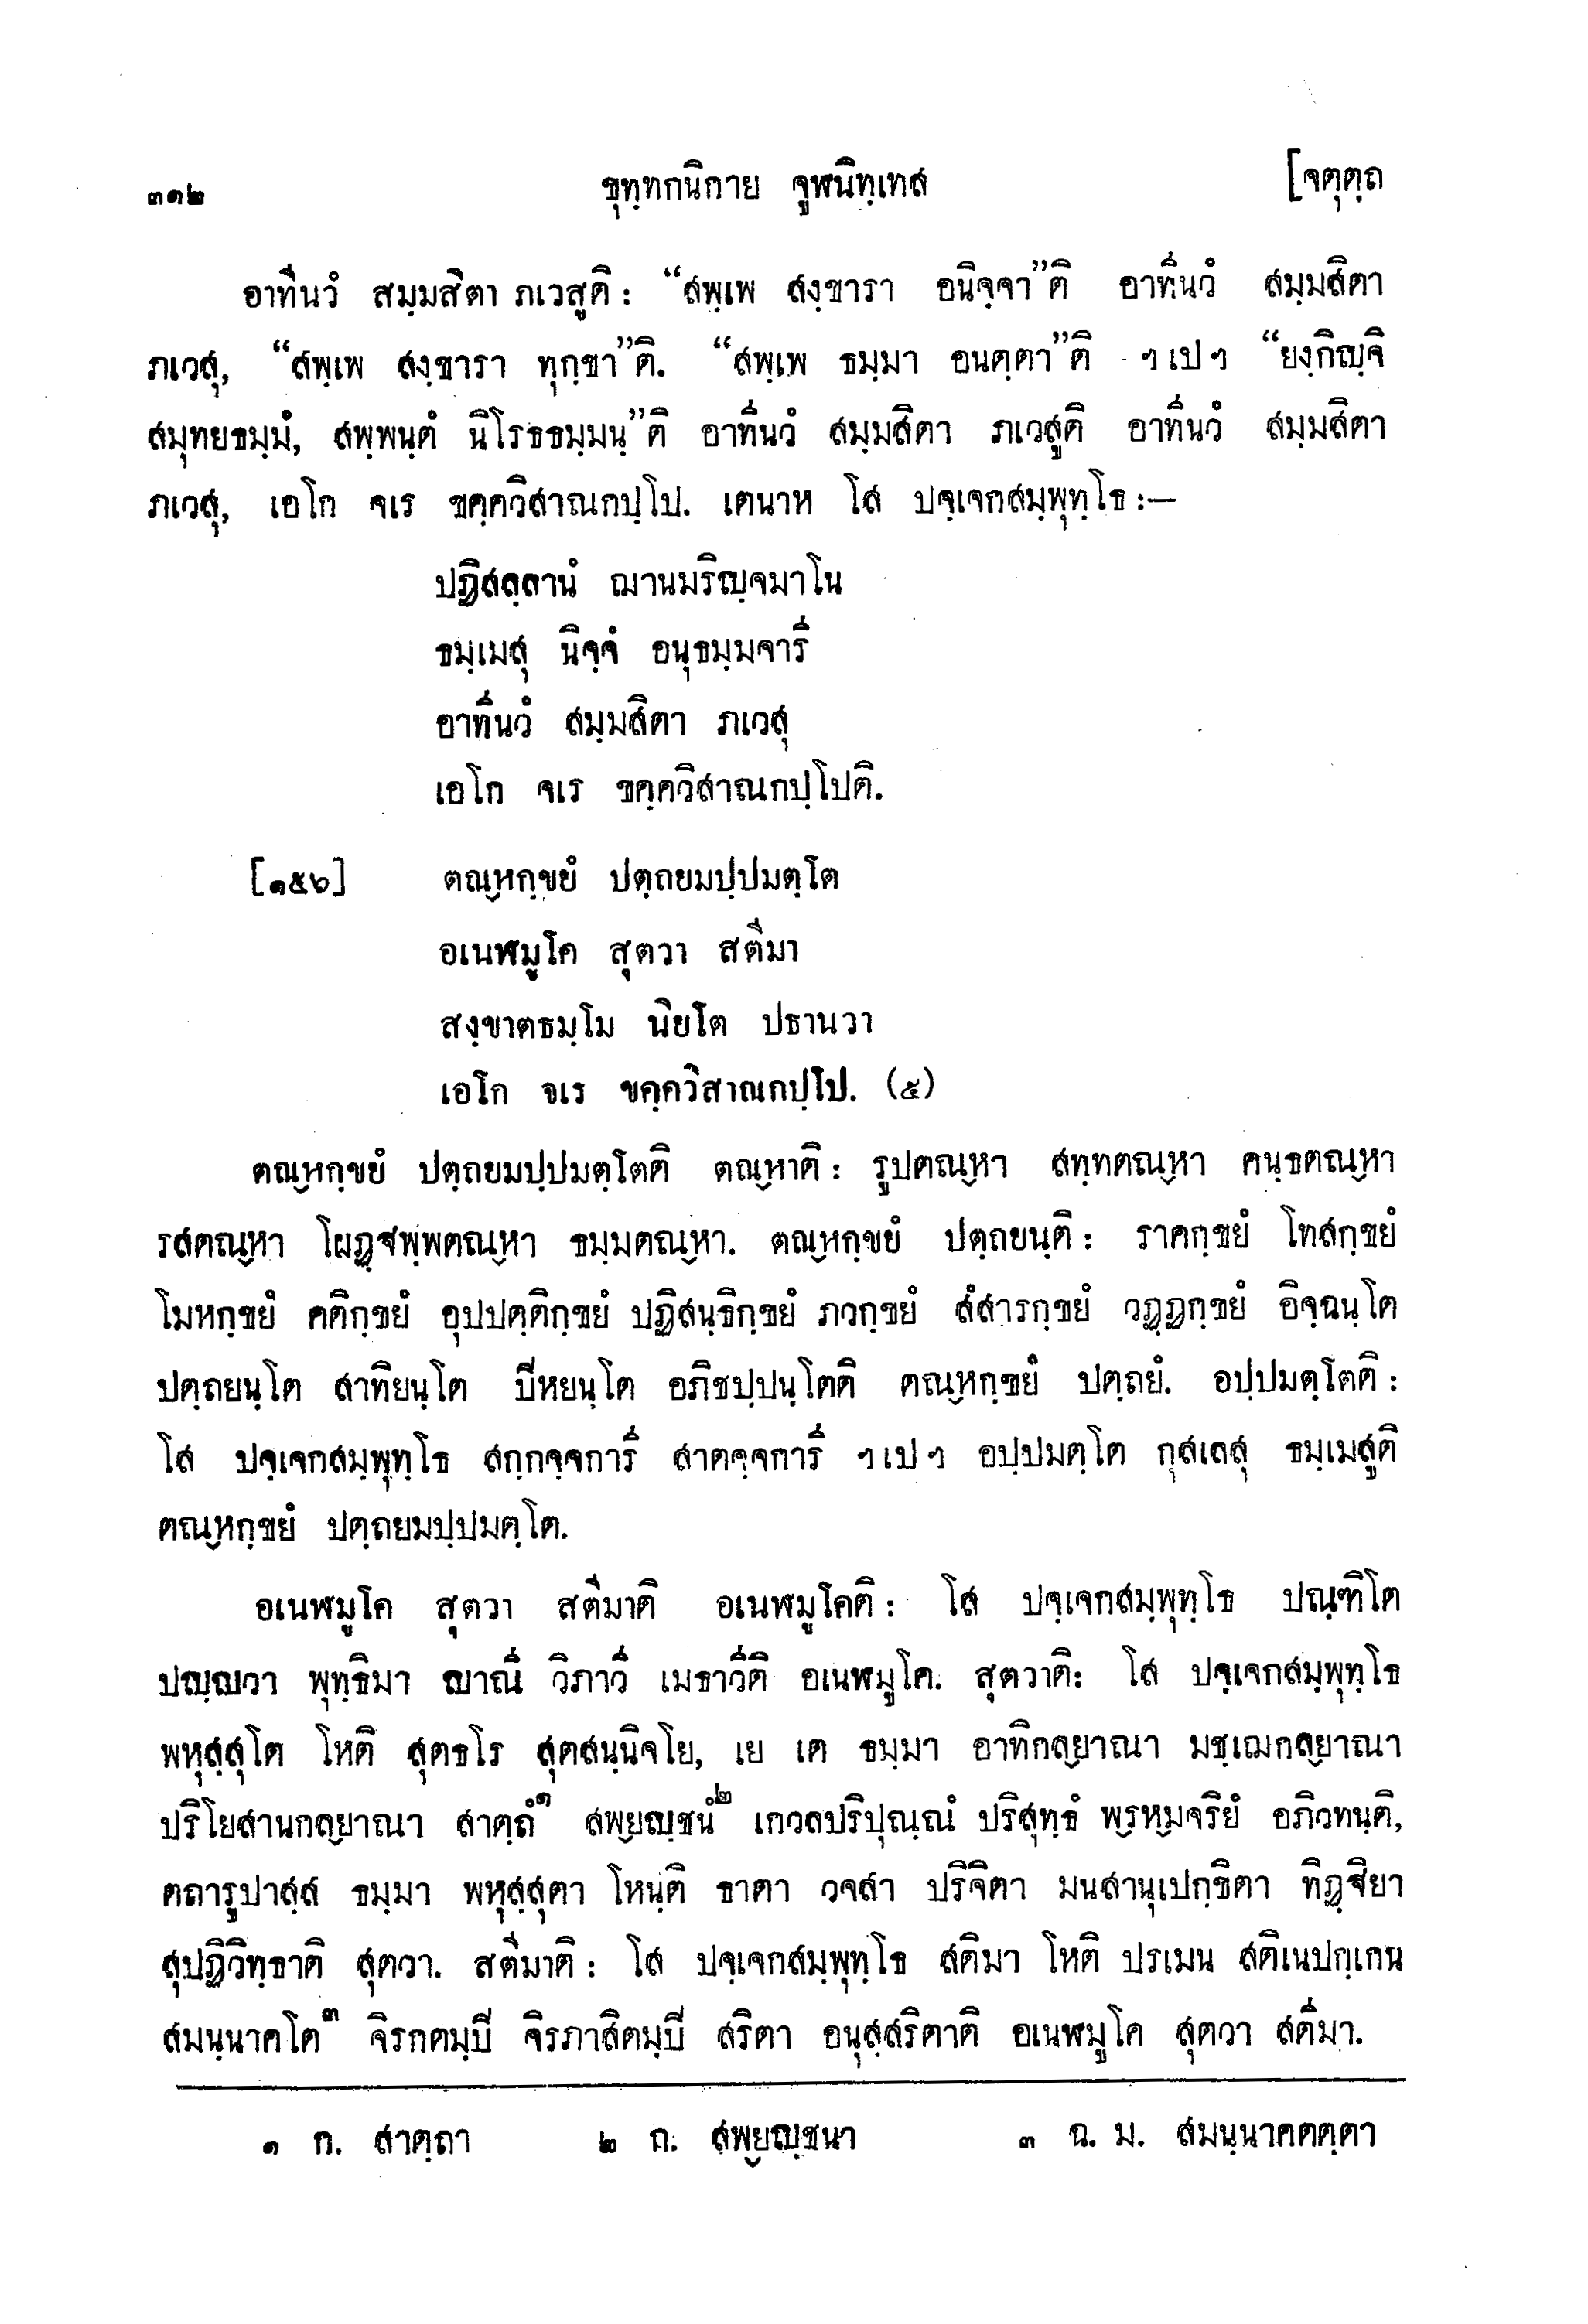 ๓๑๒ ขุทฺทกนิกาย จูฬนิทฺเทส [จตุตฺถ
อาทีนวํ สมฺมสิตา ภเวสูติ : “สพฺเพ สงฺขารา อนิจฺจา”ติ อาทีนวํ สมฺมสิตา
ภเวสุ, “สพฺเพ สงฺขารา ทุกฺขา”ติ. “สพฺเพ ธมฺมา อนตฺตา”ติ ฯ เป ฯ “ยงฺกิญฺจิ
สมุทยธมฺมํ, สพฺพนฺตํ นิโรธธมฺมนฺ”ติ อาทีนวํ สมฺมสิตา ภเวสูติ อาทีนวํ สมฺมสิตา
ภเวสุ, เอโก จเร ขคฺควิสาณกปฺโป. เตนาห โส ปจฺเจกสมฺพุทฺโธ :—
ปฏิสลฺลานํ ฌานมริญฺจมาโน
ธมฺเมสุ นิจฺจํ อนุธมฺมจารี
อาทีนวํ สมฺมสิตา ภเวสุ
เอโก จเร ขคฺควิสาณกปฺโปติ.
[๑๕๖] ตณฺหกฺขยํ ปตฺถยมปฺปมตฺโต
อเนฬมูโค สุตวา สตีมา
สงฺขาตธมฺโม นิยโต ปธานวา
เอโก จเร ขคฺควิสาณกปฺโป. (๕)
ตณฺหกฺขยํ ปตฺถยมปฺปมตฺโตติ ตณฺหาติ : รูปตณฺหา สทฺทตณฺหา คนฺธตณฺหา
รสตณฺหา โผฏฺฐพฺพตณฺหา ธมฺมตณฺหา. ตณฺหกฺขยํ ปตฺถยนฺติ : ราคกฺขยํ โทสกฺขยํ
โมหกฺขยํ คติกฺขยํ อุปปตฺติกฺขยํ ปฏิสนฺธิกฺขยํ ภวกฺขยํ สํสารกฺขยํ วฏฺฏกฺขยํ อิจฺฉนฺโต
ปตฺถยนฺโต สาทิยนฺโต ปิหยนฺโต อภิชปฺปนฺโตติ ตณฺหกฺขยํ ปตฺถยํ. อปฺปมตฺโตติ :
โส ปจฺเจกสมฺพุทฺโธ สกฺกจฺจการี สาตจฺจการี ฯ เป ฯ อปฺปมตฺโต กุสเลสุ ธมฺเมสูติ
ตณฺหกฺขยํ ปตฺถยมปฺปมตฺโต.
อเนฬมูโค สุตวา สตีมาติ อเนฬมูโคติ : โส ปจฺเจกสมฺพุทฺโธ ปณฺฑิโต
ปญฺญวา พุทฺธิมา ญาณี วิภาวี เมธาวีติ อเนฬมูโค. สุตวาติ: โส ปจฺเจกสมฺพุทฺโธ
พหุสฺสุโต โหติ สุตธโร สุตสนฺนิจโย, เย เต ธมฺมา อาทิกลฺยาณา มชฺเฌกลฺยาณา
ปริโยสานกลฺยาณา สาตฺถํ๑ สพฺยญฺชนํ๒ เกวลปริปุณฺณํ ปริสุทฺธํ พฺรหฺมจริยํ อภิวทนฺติ,
ตถารูปาสฺส ธมฺมา พหุสฺสุตา โหนฺติ ธาตา วจสา ปริจิตา มนสานุเปกฺขิตา ทิฏฺฐิยา
สุปฏิวิทฺธาติ สุตวา. สตีมาติ : โส ปจฺเจกสมฺพุทฺโธ สติมา โหติ ปรเมน สติเนปกฺเกน
สมนฺนาคโต๓ จิรกตมฺปิ จิรภาสิตมฺปิ สริตา อนุสฺสริตาติ อเนฬมูโค สุตวา สตีมา.
๑ ก. สาตฺถา ๒ ก. สพฺยญฺชนา ๓ ฉ. ม. สมนฺนาคตตฺตา